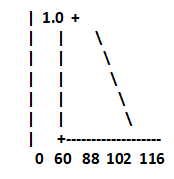 | 1.0 +
| | \
| | \
| | \
| | \
| | \
| +-------------------
0 60 88 102 116